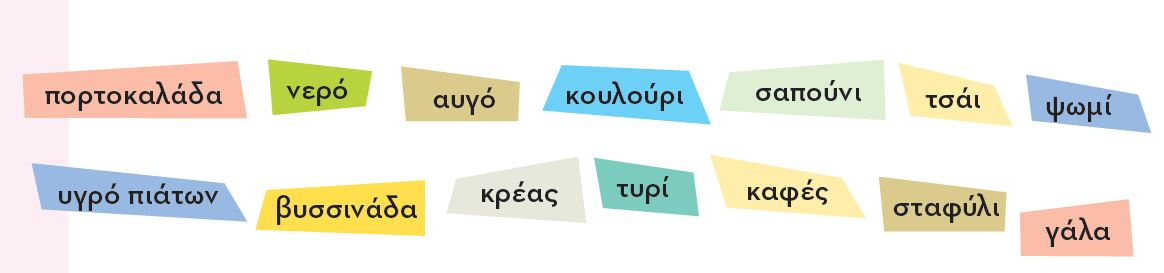 πορτοκαλάδα νερό αυγό κουλούρι σαπούνι τσάι ψωμί
υγρό πιάτων βυσσινάδα κρέας τυρί καφές σταφύλι γάλα